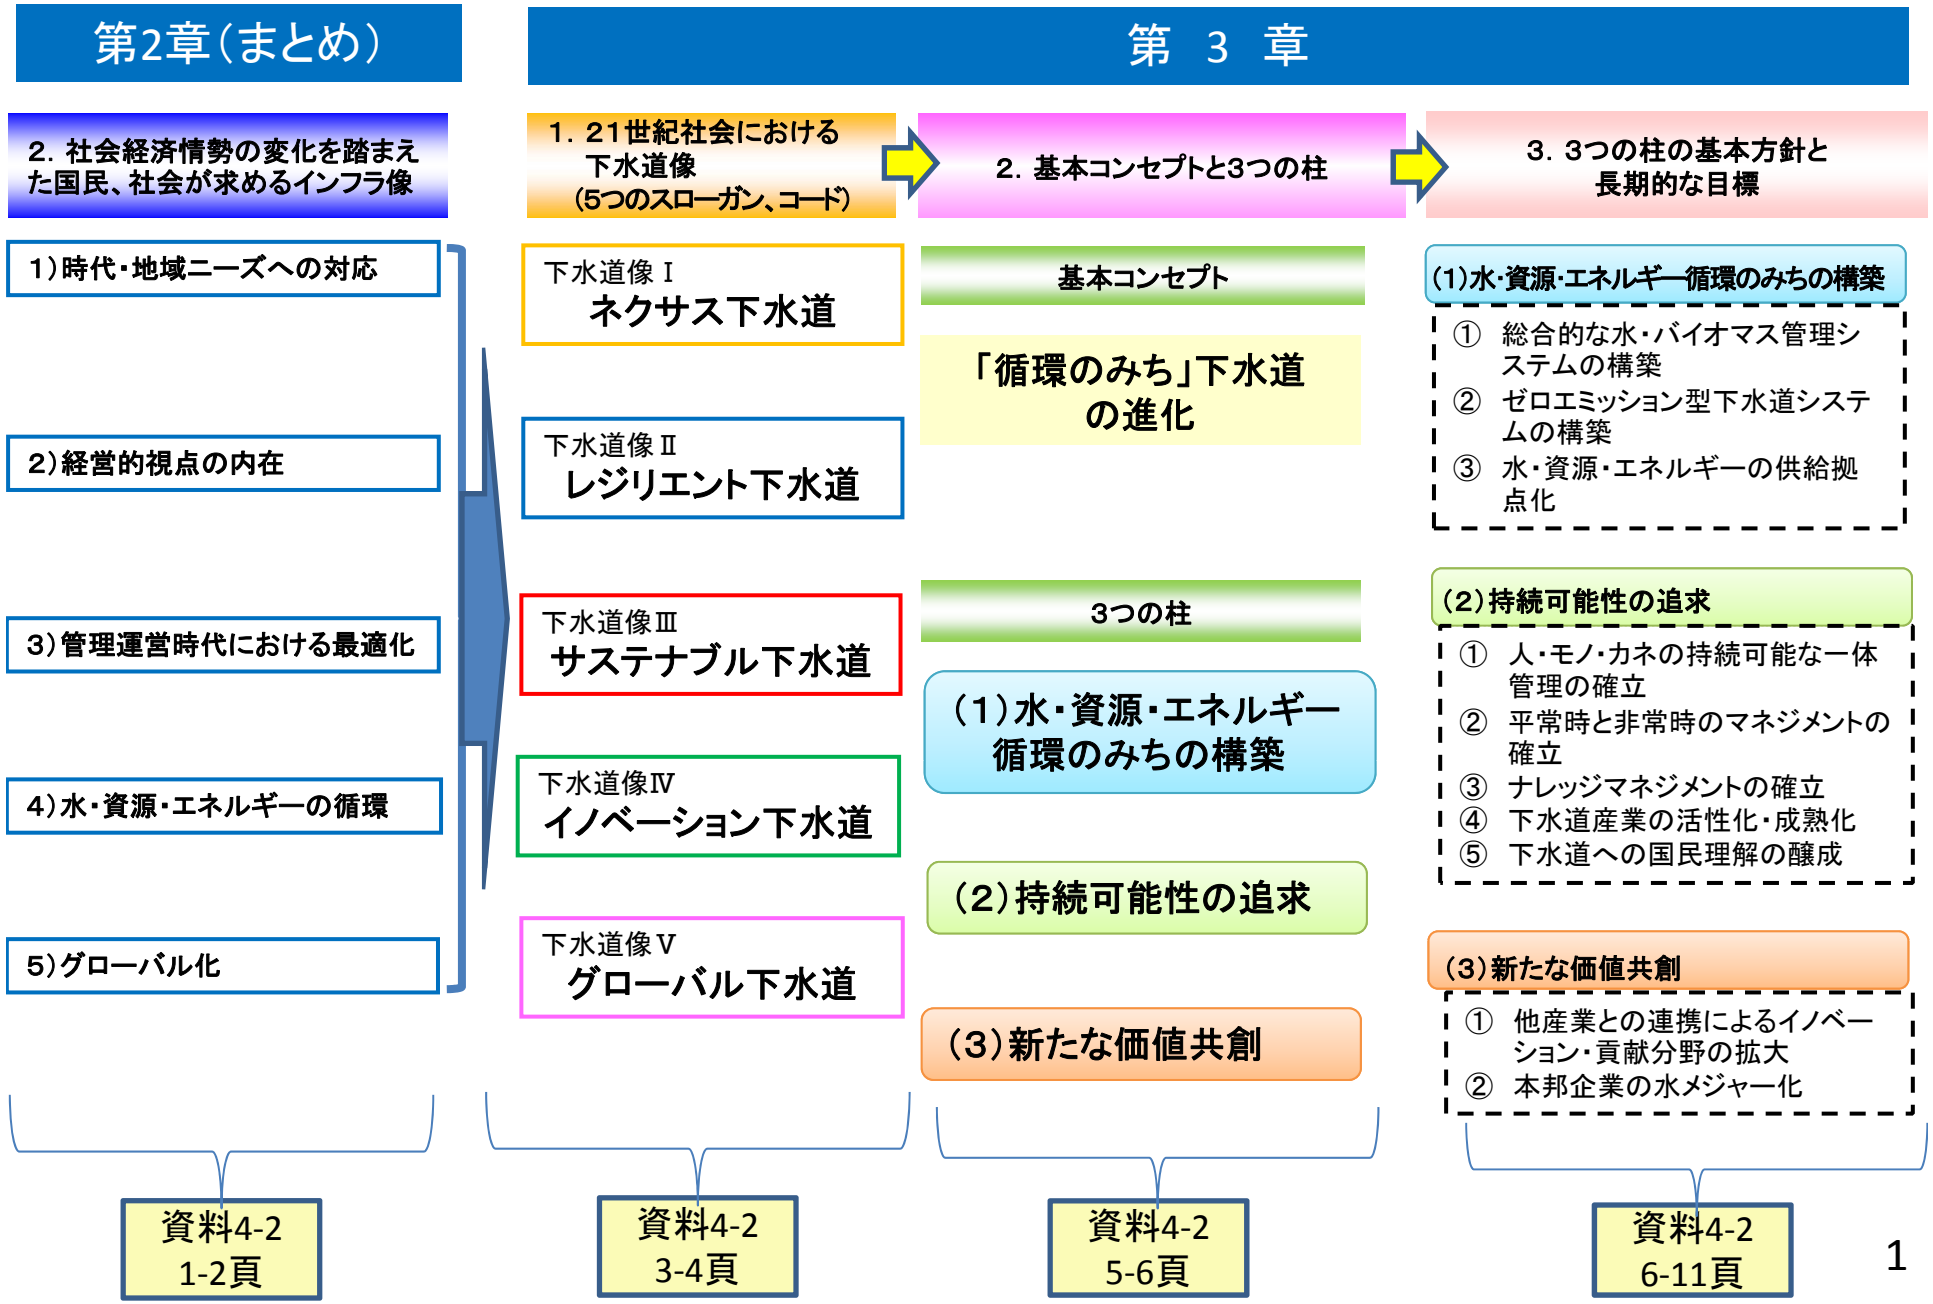 第2章（まとめ）
第 3 章
２．社会経済情勢の変化を踏まえ
た国民、社会が求めるインフラ像
１）時代・地域ニーズへの対応
２）経営的視点の内在
３）管理運営時代における最適化
４）水・資源・エネルギーの循環
５）グローバル化
資料4-2
1-2頁
１．２１世紀社会における
下水道像
（５つのスローガン、コード）
下水道像Ⅰ
ネクサス下水道
下水道像Ⅱ
レジリエント下水道
下水道像Ⅲ
サステナブル下水道
下水道像Ⅳ
イノベーション下水道
下水道像Ⅴ
グローバル下水道
資料4-2
3-4頁
２．基本コンセプトと３つの柱
基本コンセプト
「循環のみち」下水道
の進化
３つの柱
（１）水・資源・エネルギー
循環のみちの構築
（２）持続可能性の追求
（３）新たな価値共創
資料4-2
5-6頁
３．３つの柱の基本方針と
長期的な目標
（１）水・資源・エネルギー循環のみちの構築
① 総合的な水・バイオマス管理シ
ステムの構築
② ゼロエミッション型下水道システ
ムの構築
③ 水・資源・エネルギーの供給拠
点化
（２）持続可能性の追求
① 人・モノ・カネの持続可能な一体
管理の確立
② 平常時と非常時のマネジメントの
確立
③ ナレッジマネジメントの確立
④ 下水道産業の活性化・成熟化
⑤ 下水道への国民理解の醸成
（３）新たな価値共創
① 他産業との連携によるイノベー
ション・貢献分野の拡大
② 本邦企業の水メジャー化
資料4-2
6-11頁
1